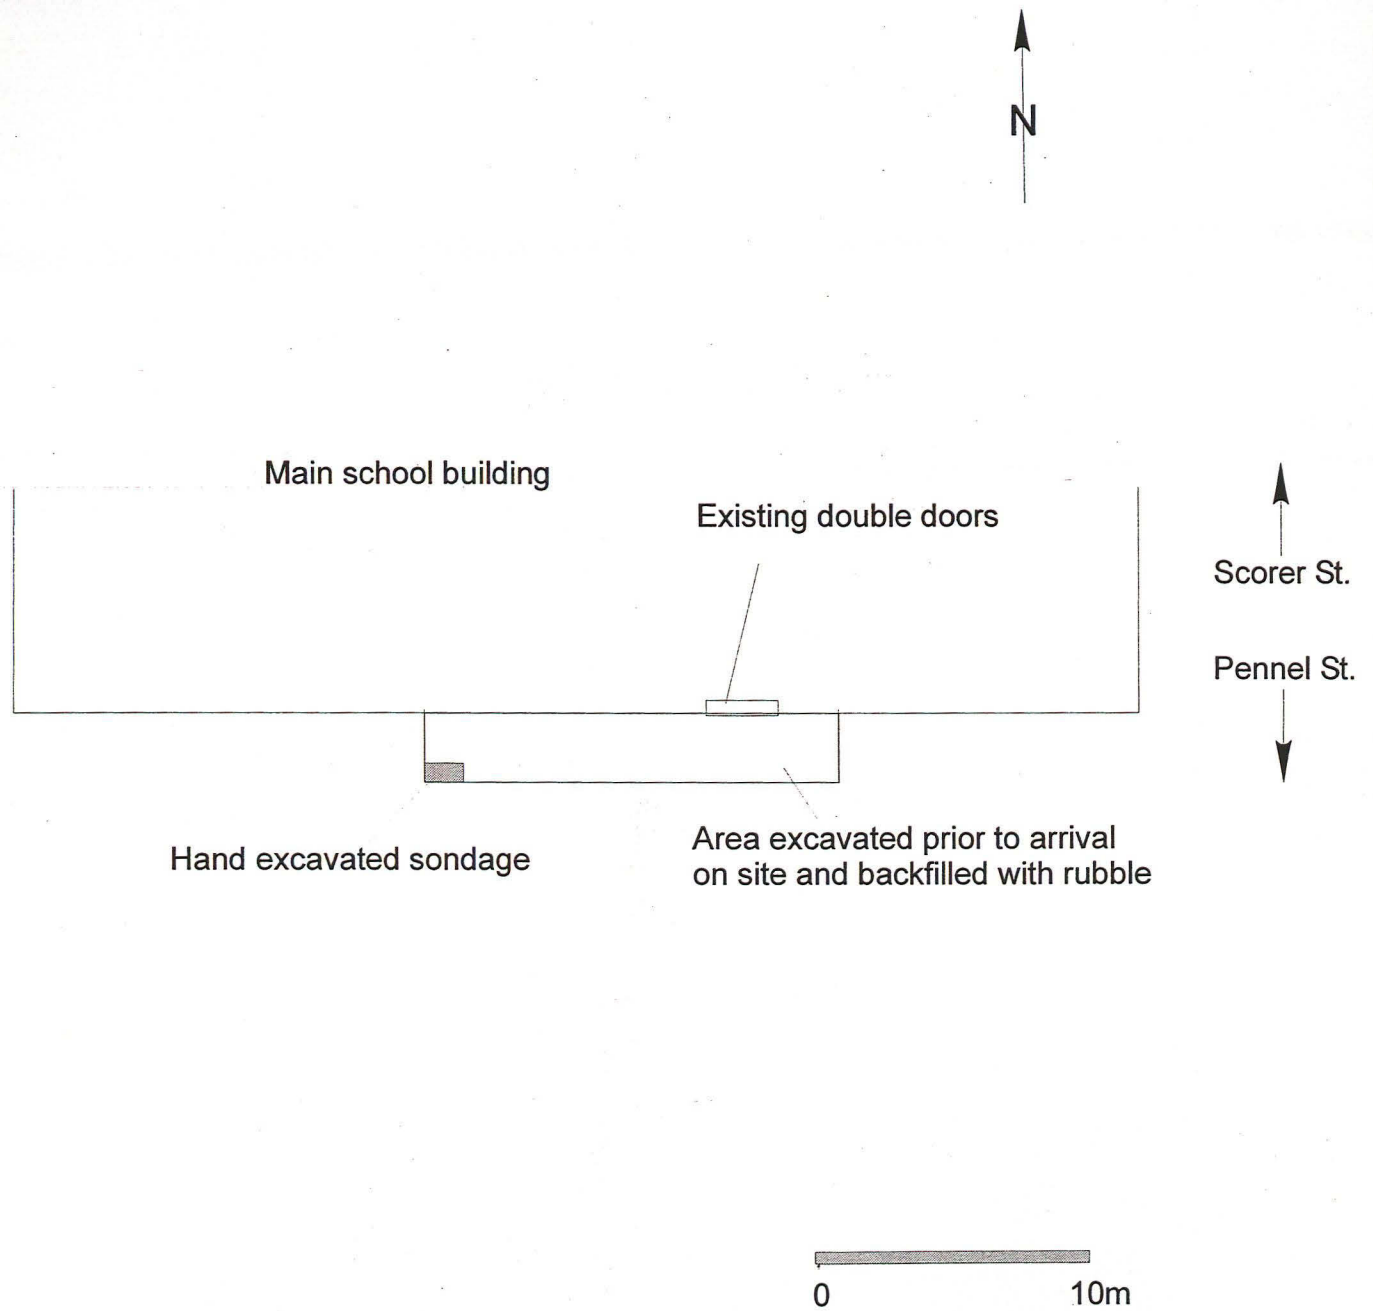 N
Main school building
Existing double doors
Scorer St.
Pennel St.
Hand excavated sondage
Area excavated prior to arrival
on site and backfilled with rubble
0 10m